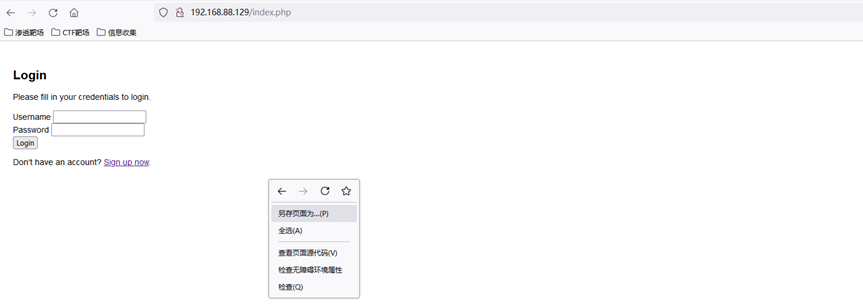 192.168.88.129/index.php
渗透靶场 CTF靶场 信息收集
Login
Please fill in your credentials to login.
Username
Password
Login
Don't have an account? Sign up now.
另存页面为...(P)
全选(A)
查看页面源代码(V)
检查无障碍环境属性
检查(Q)